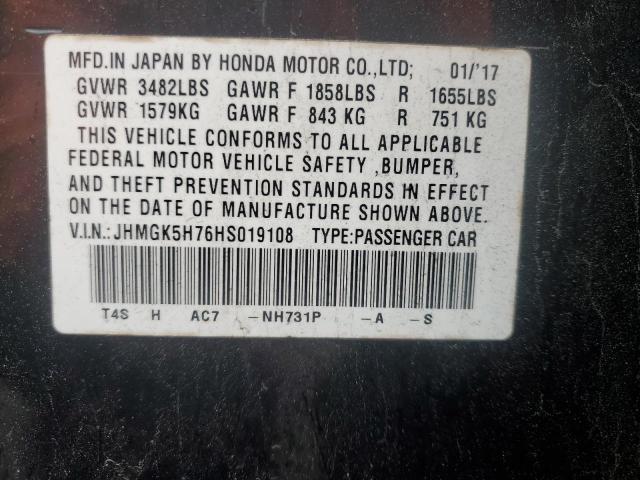 MFD.IN JAPAN BY HONDA MOTOR CO.,LTD; 01/'17
GVWR 3482LBS GAWR F 1858LBS R 1655LBS
GVWR 1579KG GAWR F 843 KG R 751 KG
THIS VEHICLE CONFORMS TO ALL APPLICABLE
FEDERAL MOTOR VEHICLE SAFETY ,BUMPER,
AND THEFT PREVENTION STANDARDS IN EFFECT
ON THE DATE OF MANUFACTURE SHOWN ABOVE.
V.I.N.:JHMGK5H76HS019108 TYPE:PASSENGER CAR
T4S H AC7 -NH731P -A -S